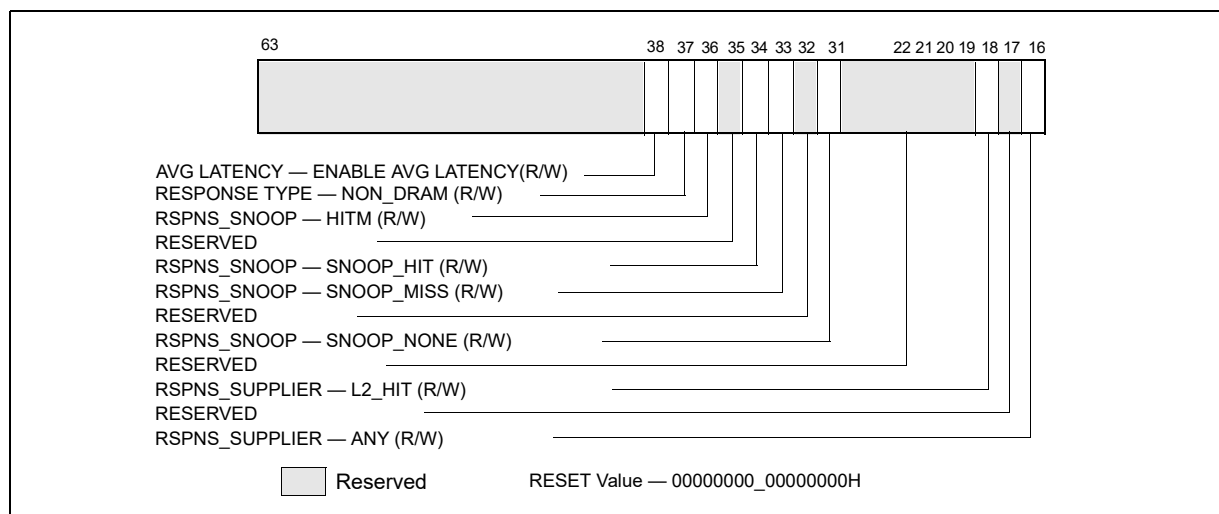 63 38 37 36 35 34 33 32 31 22 21 20 19 18 17 16
AVG LATENCY — ENABLE AVG LATENCY(R/W)
RESPONSE TYPE — NON_DRAM (R/W)
RSPNS_SNOOP — HITM (R/W)
RESERVED
RSPNS_SNOOP — SNOOP_HIT (R/W)
RSPNS_SNOOP — SNOOP_MISS (R/W)
RESERVED
RSPNS_SNOOP — SNOOP_NONE (R/W)
RESERVED
RSPNS_SUPPLIER — L2_HIT (R/W)
RESERVED
RSPNS_SUPPLIER — ANY (R/W)
Reserved RESET Value — 00000000_00000000H